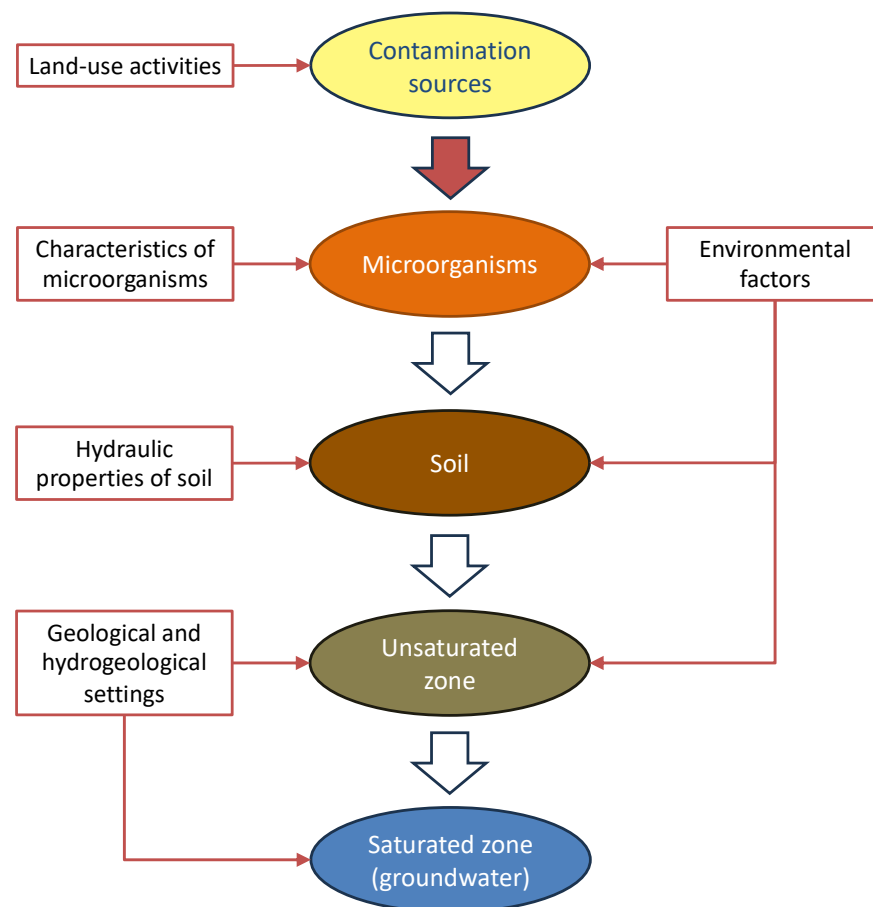 Land-use activities
Contamination
sources
Characteristics of
microorganisms
Microorganisms
Environmental
factors
Hydraulic
properties of soil
Soil
Geological and
hydrogeological
settings
Unsaturated
zone
Saturated zone
(groundwater)